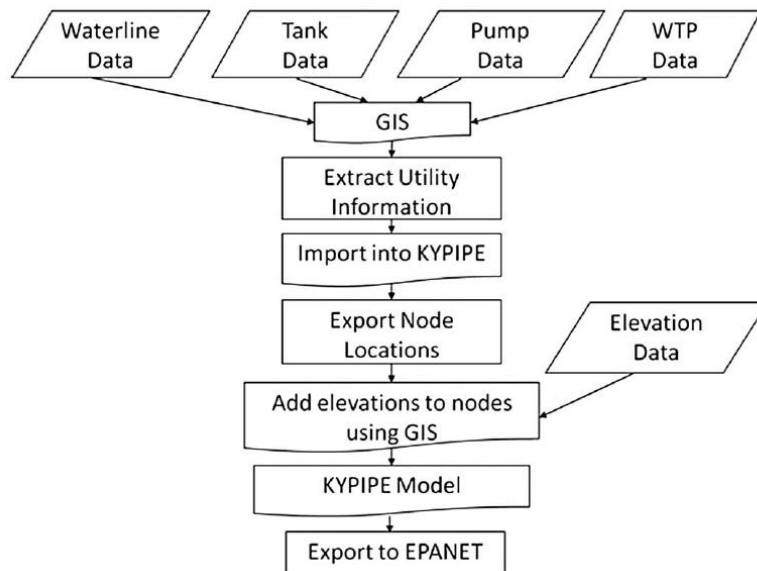 Waterline
Data
Tank
Data
Pump
Data
WTP
Data
GIS
Extract Utility
Information
Import into KYPIPE
Export Node
Locations
Elevation
Data
Add elevations to nodes
using GIS
KYPIPE Model
Export to EPANET